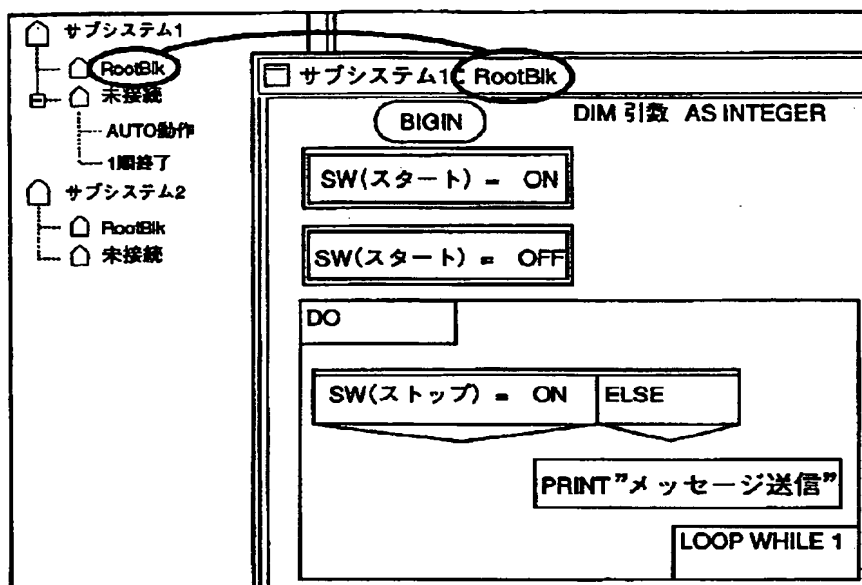 サブシステム1
RootBlk
未接続
AUTO動作
1順終了
サブシステム2
RootBlk
未接続
サブシステム1: RootBlk
BIGIN
DIM 引数 AS INTEGER
SW(スタート) = ON
SW(スタート) = OFF
DO
SW(ストップ) = ON ELSE
PRINT"メッセージ送信"
LOOP WHILE 1